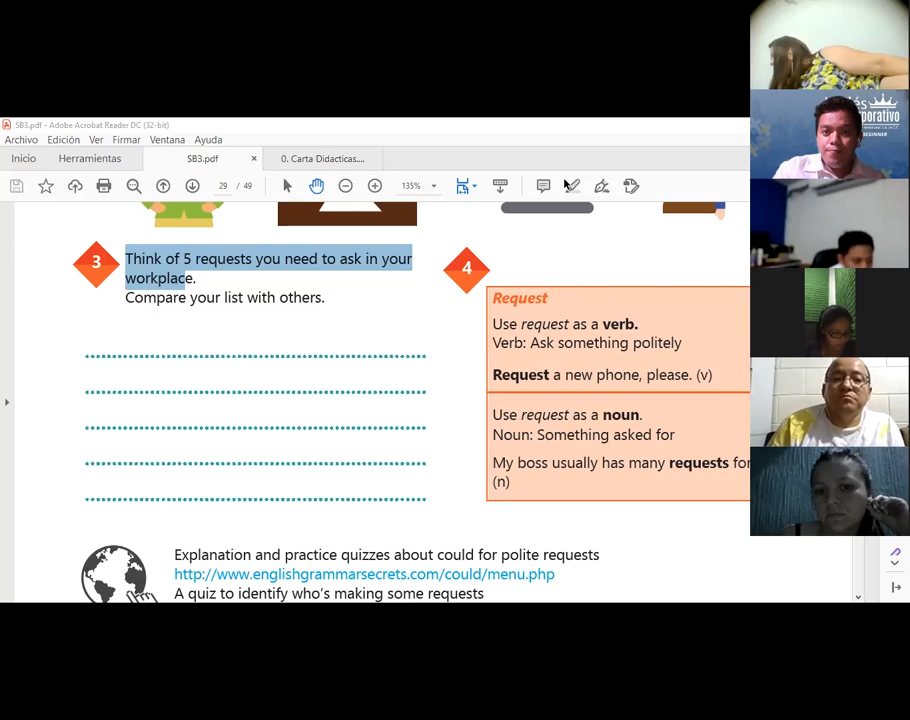 SB3.pdf - Adobe Acrobat Reader DC (32-bit)
Archivo Edición Ver Firmar Ventana Ayuda
Inicio Herramientas SB3.pdf × 0. Carta Didacticas....
29 / 49 135%
3 Think of 5 requests you need to ask in your
workplace.
Compare your list with others.
4
Request
Use request as a verb.
Verb: Ask something politely
Request a new phone, please. (v)
Use request as a noun.
Noun: Something asked for
My boss usually has many requests for
(n)
Explanation and practice quizzes about could for polite requests
http://www.englishgrammarsecrets.com/could/menu.php
A quiz to identify who's making some requests